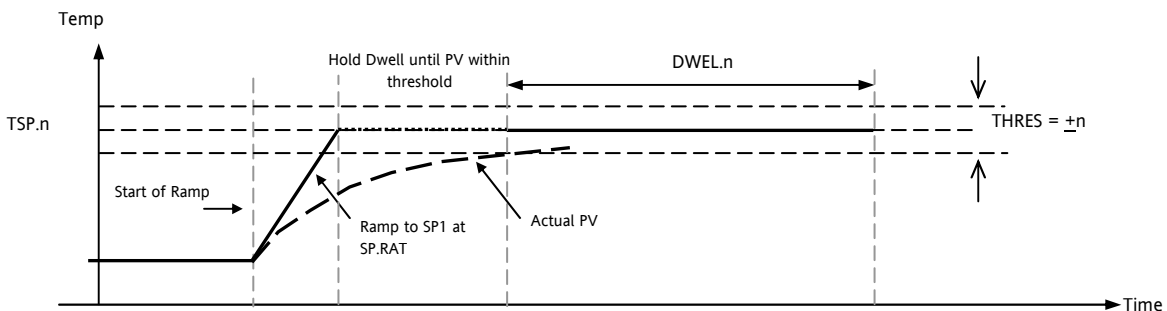 Temp
Hold Dwell until PV within
threshold
DWEL.n
TSP.n
THRES = ±n
Start of Ramp
Ramp to SP1 at
SP.RAT
Actual PV
Time